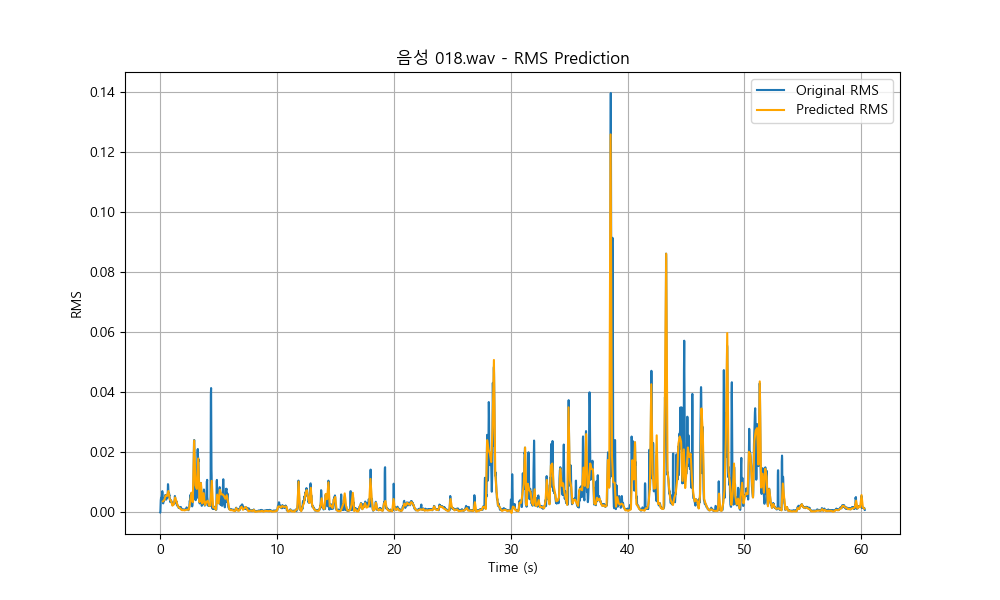 음성 018.wav - RMS Prediction
Original RMS
Predicted RMS
0.14
0.12
0.10
0.08
0.06
0.04
0.02
0.00
RMS
0 10 20 30 40 50 60
Time (s)